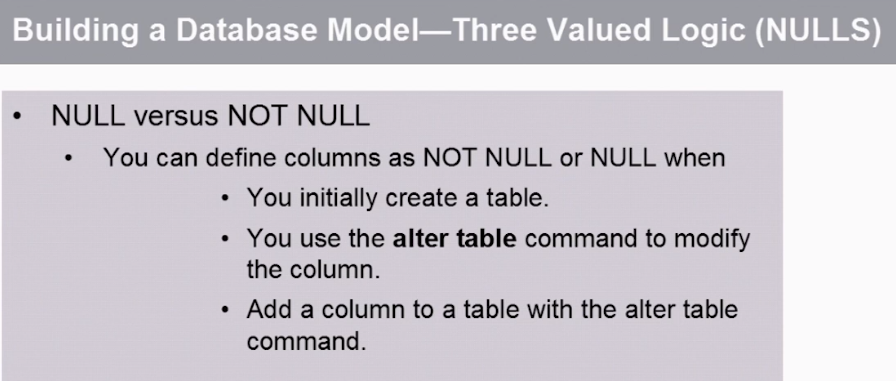 Building a Database Model—Three Valued Logic (NULLS)
• NULL versus NOT NULL
• You can define columns as NOT NULL or NULL when
• You initially create a table.
• You use the alter table command to modify
the column.
• Add a column to a table with the alter table
command.